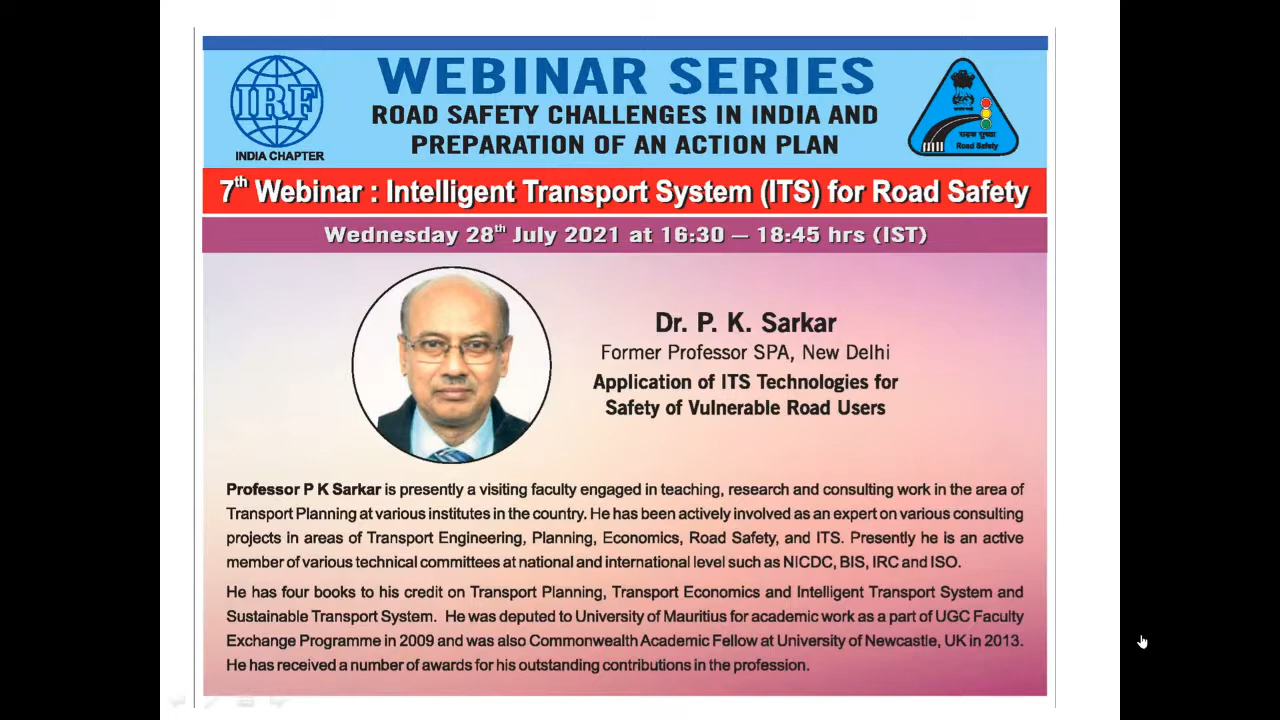 IRF
INDIA CHAPTER
WEBINAR SERIES
ROAD SAFETY CHALLENGES IN INDIA AND
PREPARATION OF AN ACTION PLAN
सड़क सुरक्षा
Road Safety
7th Webinar : Intelligent Transport System (ITS) for Road Safety
Wednesday 28th July 2021 at 16:30 – 18:45 hrs (IST)
Dr. P. K. Sarkar
Former Professor SPA, New Delhi
Application of ITS Technologies for
Safety of Vulnerable Road Users
Professor P K Sarkar is presently a visiting faculty engaged in teaching, research and consulting work in the area of
Transport Planning at various institutes in the country. He has been actively involved as an expert on various consulting
projects in areas of Transport Engineering, Planning, Economics, Road Safety, and ITS. Presently he is an active
member of various technical committees at national and international level such as NICDC, BIS, IRC and ISO.
He has four books to his credit on Transport Planning, Transport Economics and Intelligent Transport System and
Sustainable Transport System. He was deputed to University of Mauritius for academic work as a part of UGC Faculty
Exchange Programme in 2009 and was also Commonwealth Academic Fellow at University of Newcastle, UK in 2013.
He has received a number of awards for his outstanding contributions in the profession.